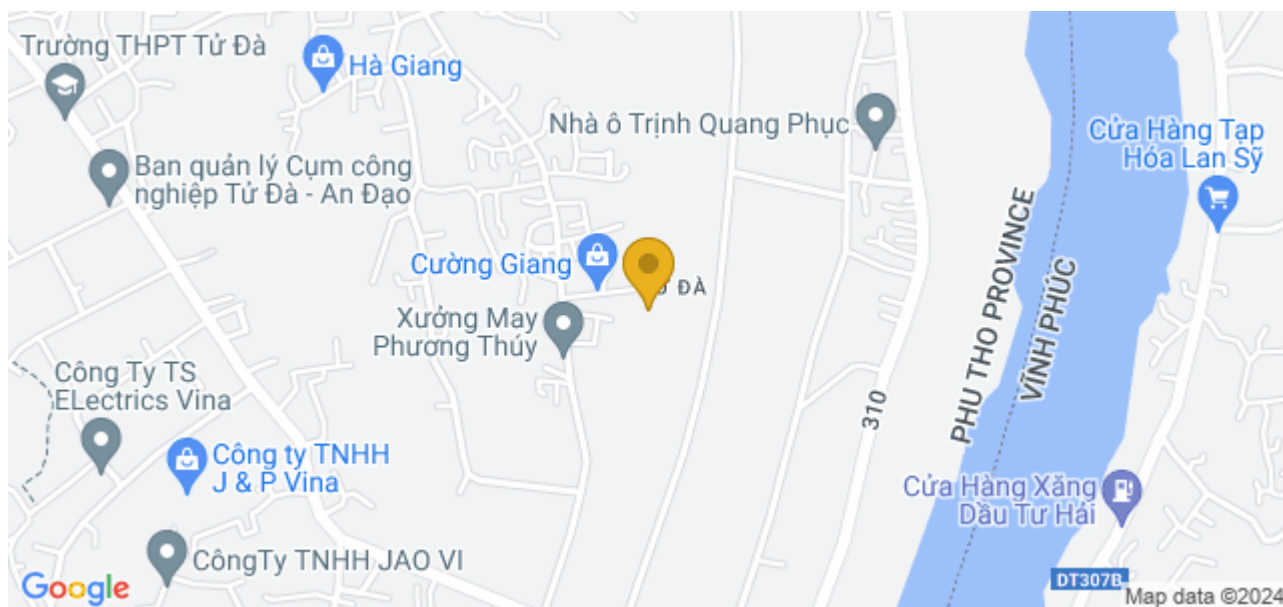 Trường THPT Tử Đà
Hà Giang
Nhà ô Trịnh Quang Phục
Cửa Hàng Tạp
Hóa Lan Sỹ
Ban quản lý Cụm công
nghiệp Tử Đà - An Đạo
Cường Giang
ĐÀ
Xưởng May
Phương Thúy
PHU THO PROVINCE
VĨNH PHÚC
Công Ty TS
ELectrics Vina
310
Công ty TNHH
J & P Vina
Cửa Hàng Xăng
Dầu Tư Hái
CôngTy TNHH JAO VI
DT307B
Google
Map data ©2024